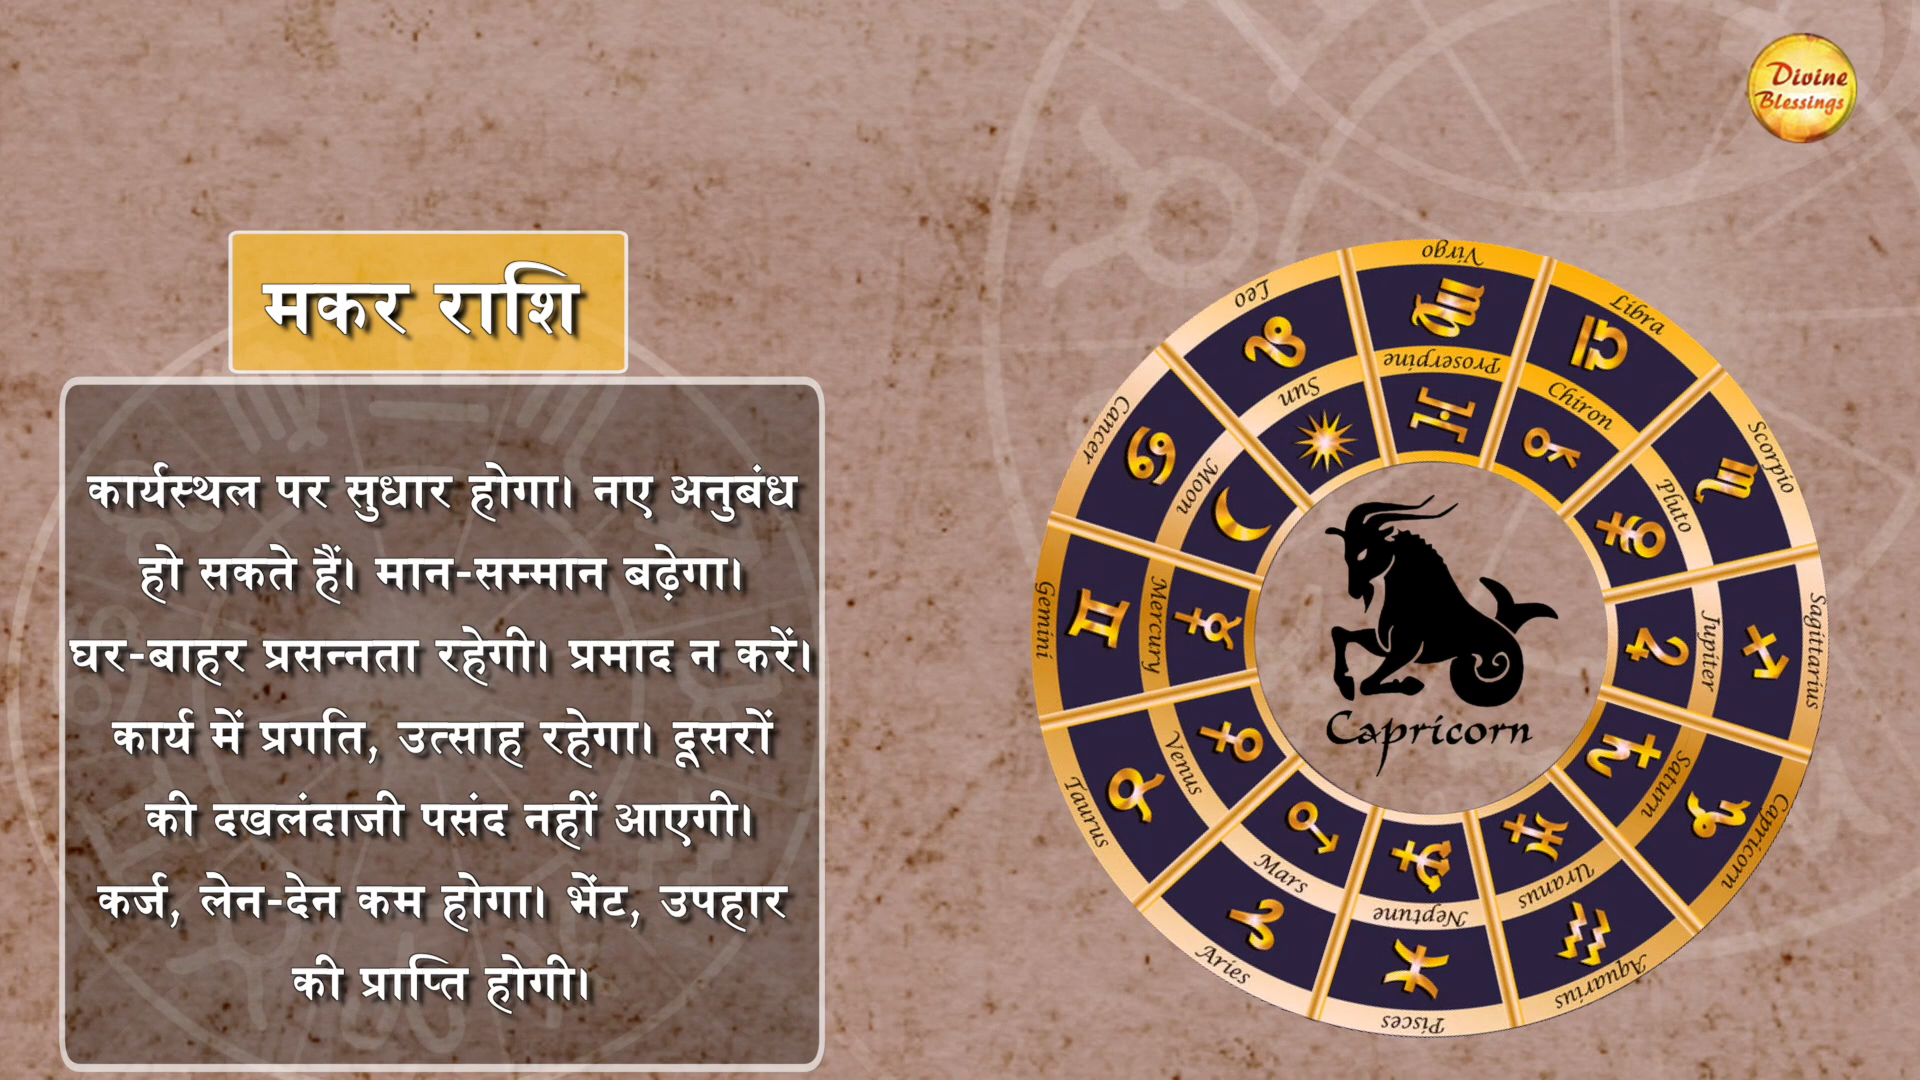 Divine
Blessings
मकर राशि
कार्यस्थल पर सुधार होगा। नए अनुबंध
हो सकते हैं। मान-सम्मान बढ़ेगा।
घर-बाहर प्रसन्नता रहेगी। प्रमाद न करें।
कार्य में प्रगति, उत्साह रहेगा। दूसरों
की दखलंदाजी पसंद नहीं आएगी।
कर्ज, लेन-देन कम होगा। भेंट, उपहार
की प्राप्ति होगी।
Virgo
Libra
Scorpio
Sagittarius
Capricorn
Aquarius
Pisces
Aries
Taurus
Gemini
Cancer
Leo
Proserpine
Chiron
Pluto
Jupiter
Saturn
Uranus
Neptune
Mars
Venus
Mercury
Moon
Sun
Capricorn